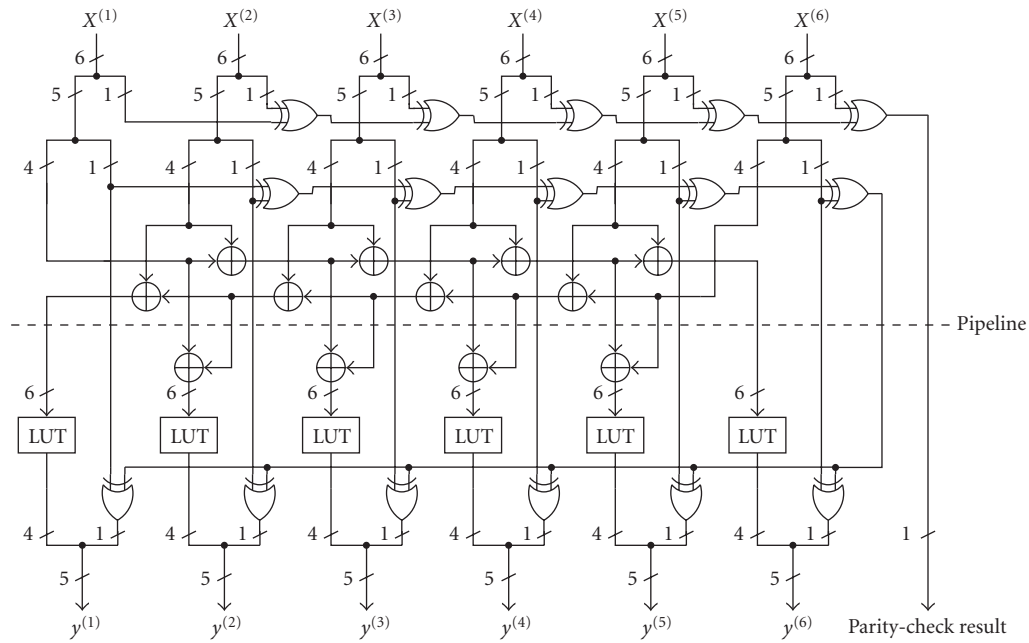 X(1) X(2) X(3) X(4) X(5) X(6)
6 6 6 6 6 6
5 1 5 1 5 1 5 1 5 1 5 1
4 1 4 1 4 1 4 1 4 1 4 1
Pipeline
6 6 6 6 6 6
LUT LUT LUT LUT LUT LUT
4 1 4 1 4 1 4 1 4 1 4 1 1
5 5 5 5 5 5
y(1) y(2) y(3) y(4) y(5) y(6) Parity-check result